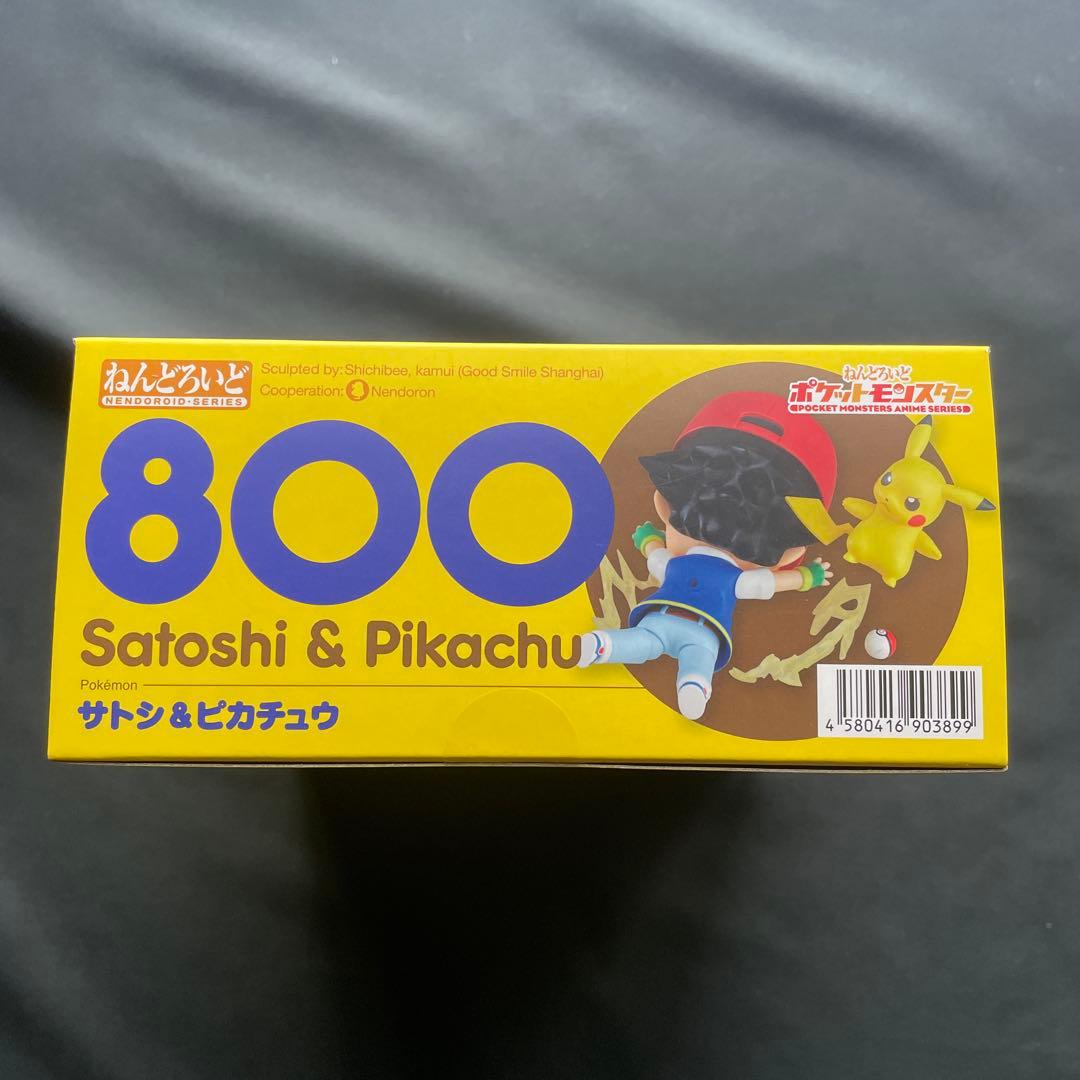 ねんどろいど
NENDOROID·SERIES
Sculpted by: Shichibee, kamui (Good Smile Shanghai)
Cooperation: Nendoron
ねんどろいど
ポケットモンスター
POCKET MONSTERS ANIME SERIES
800
Satoshi & Pikachu
Pokémon
サトシ&ピカチュウ
4 580416 903899